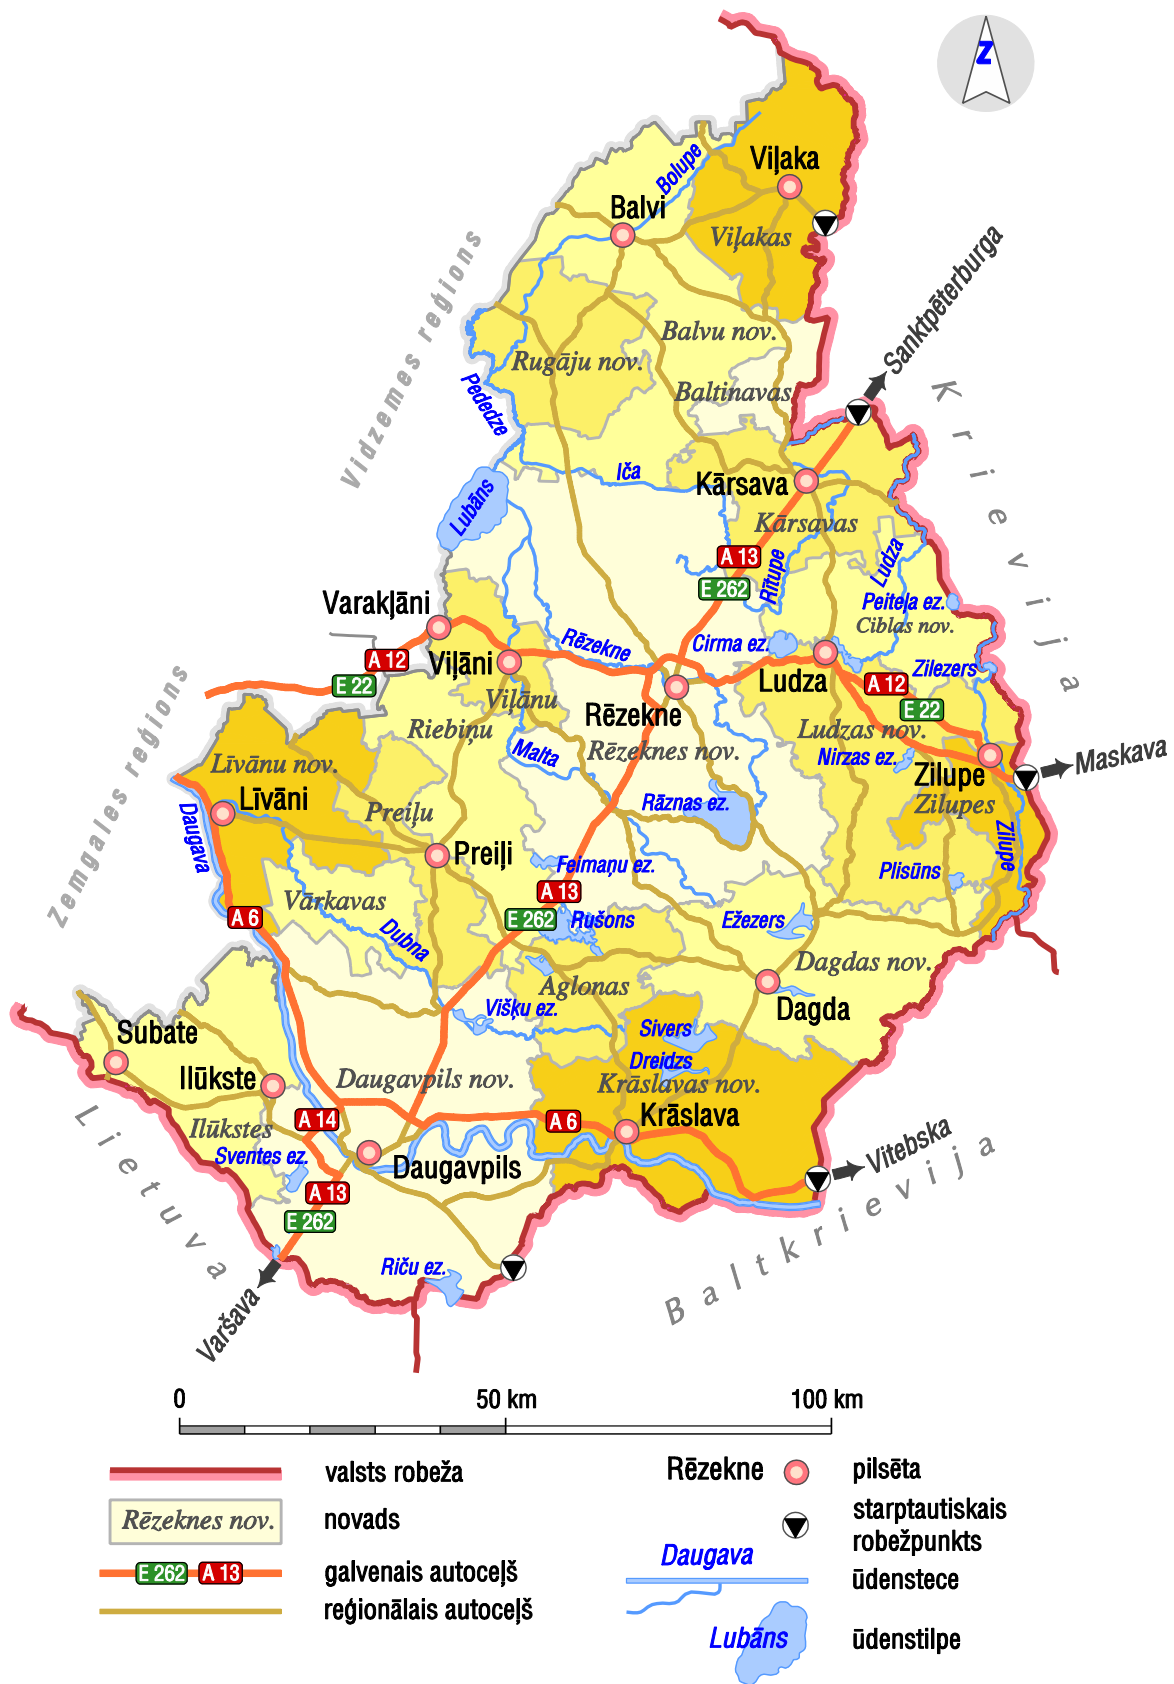 Z
Viļaka
Bolupe
Balvi
Viļakas
Vidzemes reģions
Sanktpēterburga
Balvu nov.
Rugāju nov.
Baltinavas
Pededze
Krievija
Iča
Kārsava
Lubāns
Kārsavas
A 13
E 262
Rītupe
Ludza
Peiteļa ez.
Ciblas nov.
Varakļāni
Rēzekne
Cirma ez.
Zilezers
A 12
E 22
Viļāni
Ludza
A 12
E 22
Zemgales reģions
Viļānu
Rēzekne
Riebiņu
Rēzeknes nov.
Ludzas nov.
Malta
Nirzas ez.
Maskava
Līvānu nov.
Zilupe
Līvāni
Rāznas ez.
Zilupes
Preiļu
Daugava
Preiļi
Zilupe
Feimaņu ez.
Plisūns
A 13
E 262
Vārkavas
A 6
Rušons
Ežezers
Dubna
Dagdas nov.
Aglonas
Dagda
Višķu ez.
Sivers
Subate
Dreidzs
Ilūkste
Daugavpils nov.
Krāslavas nov.
Krāslava
A 14
A 6
Ilūkstes
Sventes ez.
Vitebska
Daugavpils
Lietuva
A 13
E 262
Baltkrievija
Riču ez.
Varšava
0 50 km 100 km
valsts robeža
Rēzekne pilsēta
Rēzeknes nov. novads
starptautiskais
robežpunkts
E 262 A 13 galvenais autoceļš
Daugava ūdenstece
reģionālais autoceļš
Lubāns ūdenstilpe